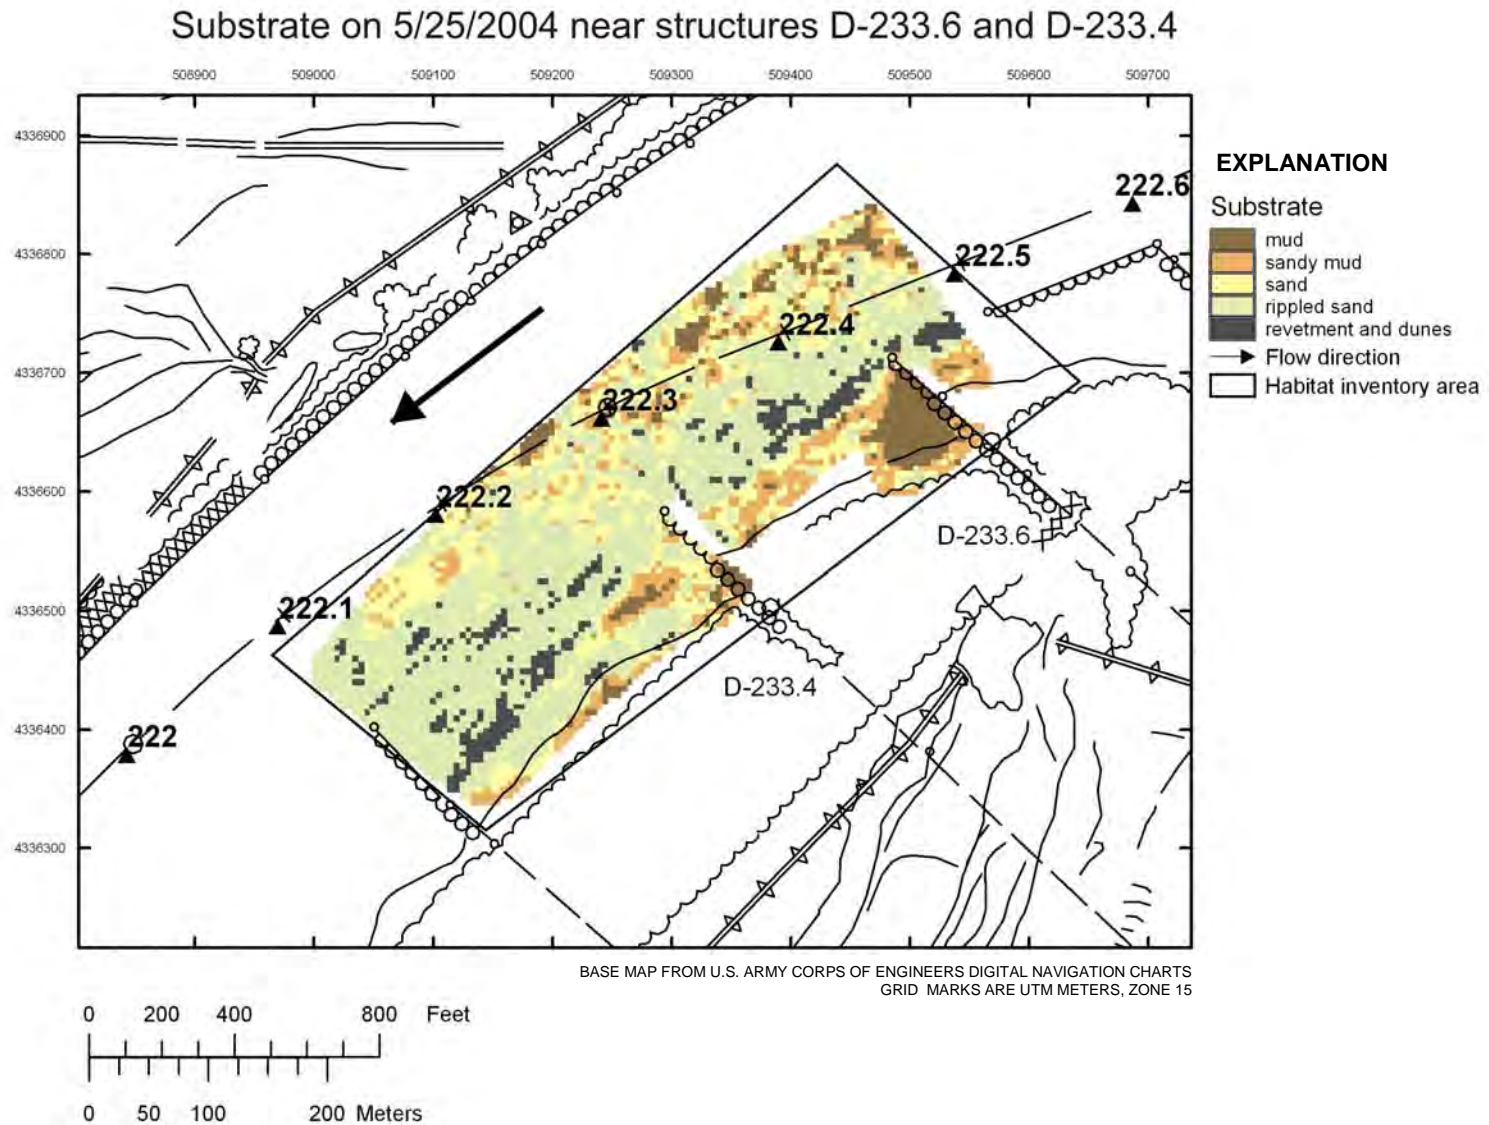 Substrate on 5/25/2004 near structures D-233.6 and D-233.4
508900 509000 509100 509200 509300 509400 509500 509600 509700
4336900
4336800
4336700
4336600
4336500
4336400
4336300
222.6
222.5
222.4
222.3
222.2
222.1
222
D-233.6
D-233.4
EXPLANATION
Substrate
mud
sandy mud
sand
rippled sand
revetment and dunes
Flow direction
Habitat inventory area
BASE MAP FROM U.S. ARMY CORPS OF ENGINEERS DIGITAL NAVIGATION CHARTS
GRID MARKS ARE UTM METERS, ZONE 15
0 200 400 800 Feet
0 50 100 200 Meters